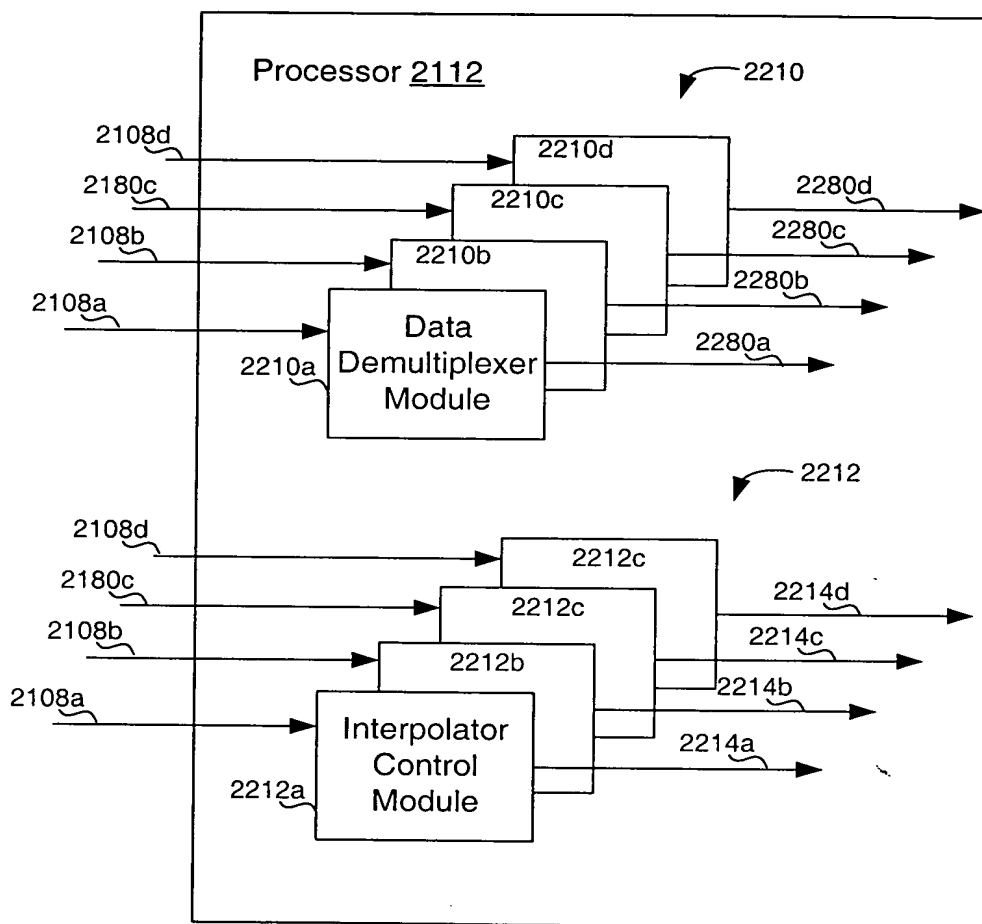 Processor 2112
2210
2108d
2210d
2180c
2210c
2280d
2108b
2210b
2280c
2280b
2108a
Data
Demultiplexer
Module
2280a
2210a
2212
2108d
2212c
2180c
2212c
2214d
2108b
2212b
2214c
2214b
2108a
Interpolator
Control
Module
2214a
2212a